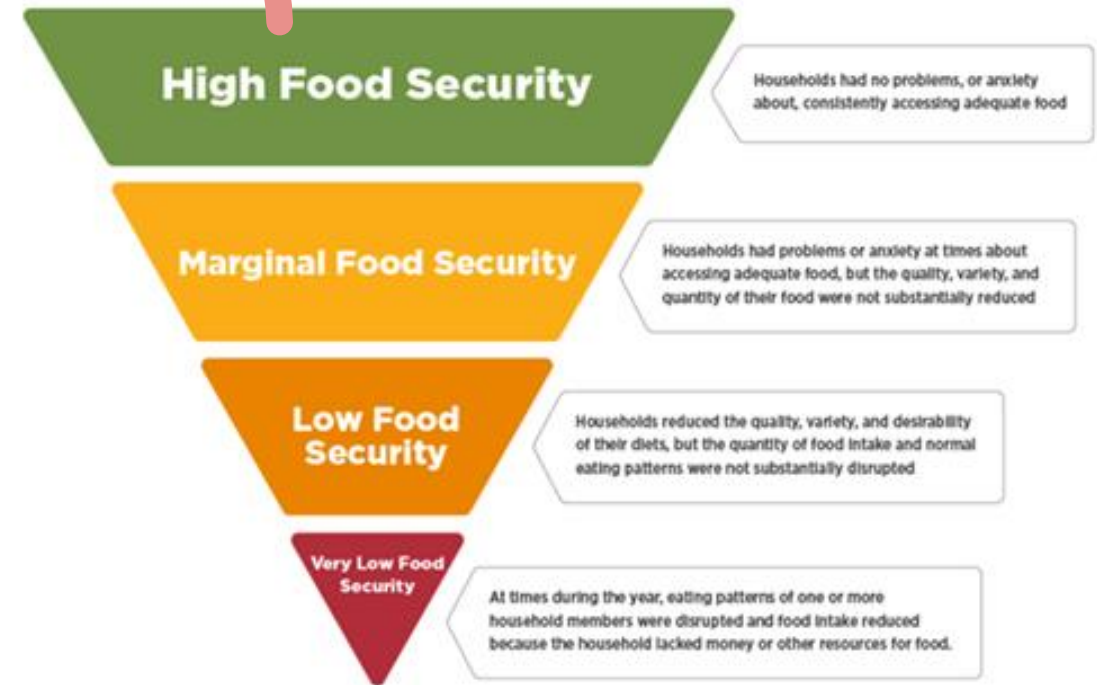 High Food Security
Households had no problems, or anxiety
about, consistently accessing adequate food
Marginal Food Security
Households had problems or anxiety at times about
accessing adequate food, but the quality, variety, and
quantity of their food were not substantially reduced
Low Food
Security
Households reduced the quality, variety, and desirability
of their diets, but the quantity of food intake and normal
eating patterns were not substantially disrupted
Very Low Food
Security
At times during the year, eating patterns of one or more
household members were disrupted and food intake reduced
because the household lacked money or other resources for food.